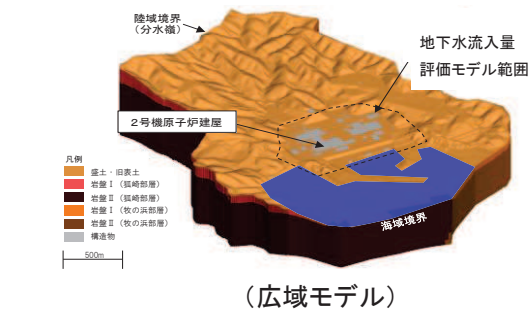 陸域境界
(分水嶺)
地下水流入量
評価モデル範囲
2号機原子炉建屋
凡例
盛土・旧表土
岩盤Ⅰ(狐崎部層)
岩盤Ⅱ(狐崎部層)
岩盤Ⅰ(牧の浜部層)
岩盤Ⅱ(牧の浜部層)
構造物
500m
海域境界
(広域モデル)